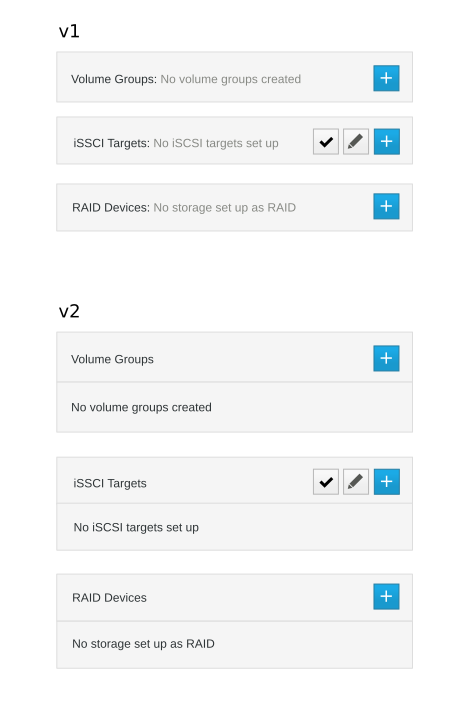 v1
Volume Groups: No volume groups created
iSSCI Targets: No iSCSI targets set up
RAID Devices: No storage set up as RAID
v2
Volume Groups
No volume groups created
iSSCI Targets
No iSCSI targets set up
RAID Devices
No storage set up as RAID